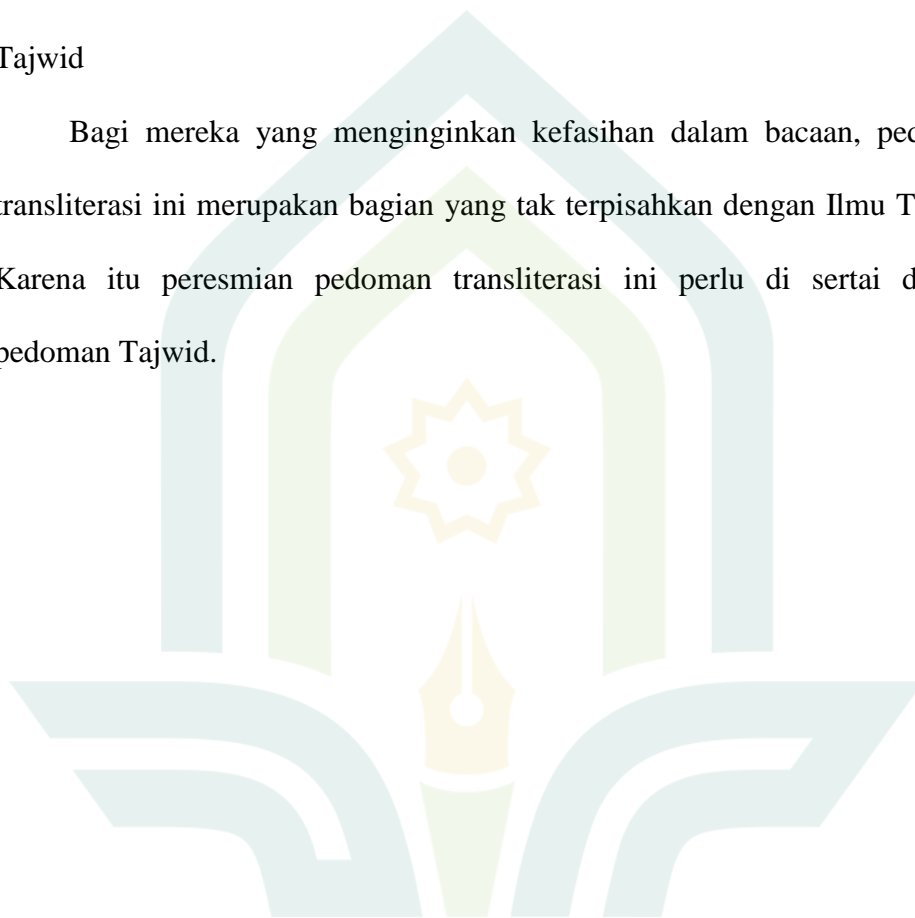 Tajwid
Bagi mereka yang menginginkan kefasihan dalam bacaan, ped
transliterasi ini merupakan bagian yang tak terpisahkan dengan Ilmu T
Karena itu peresmian pedoman transliterasi ini perlu di sertai d
pedoman Tajwid.